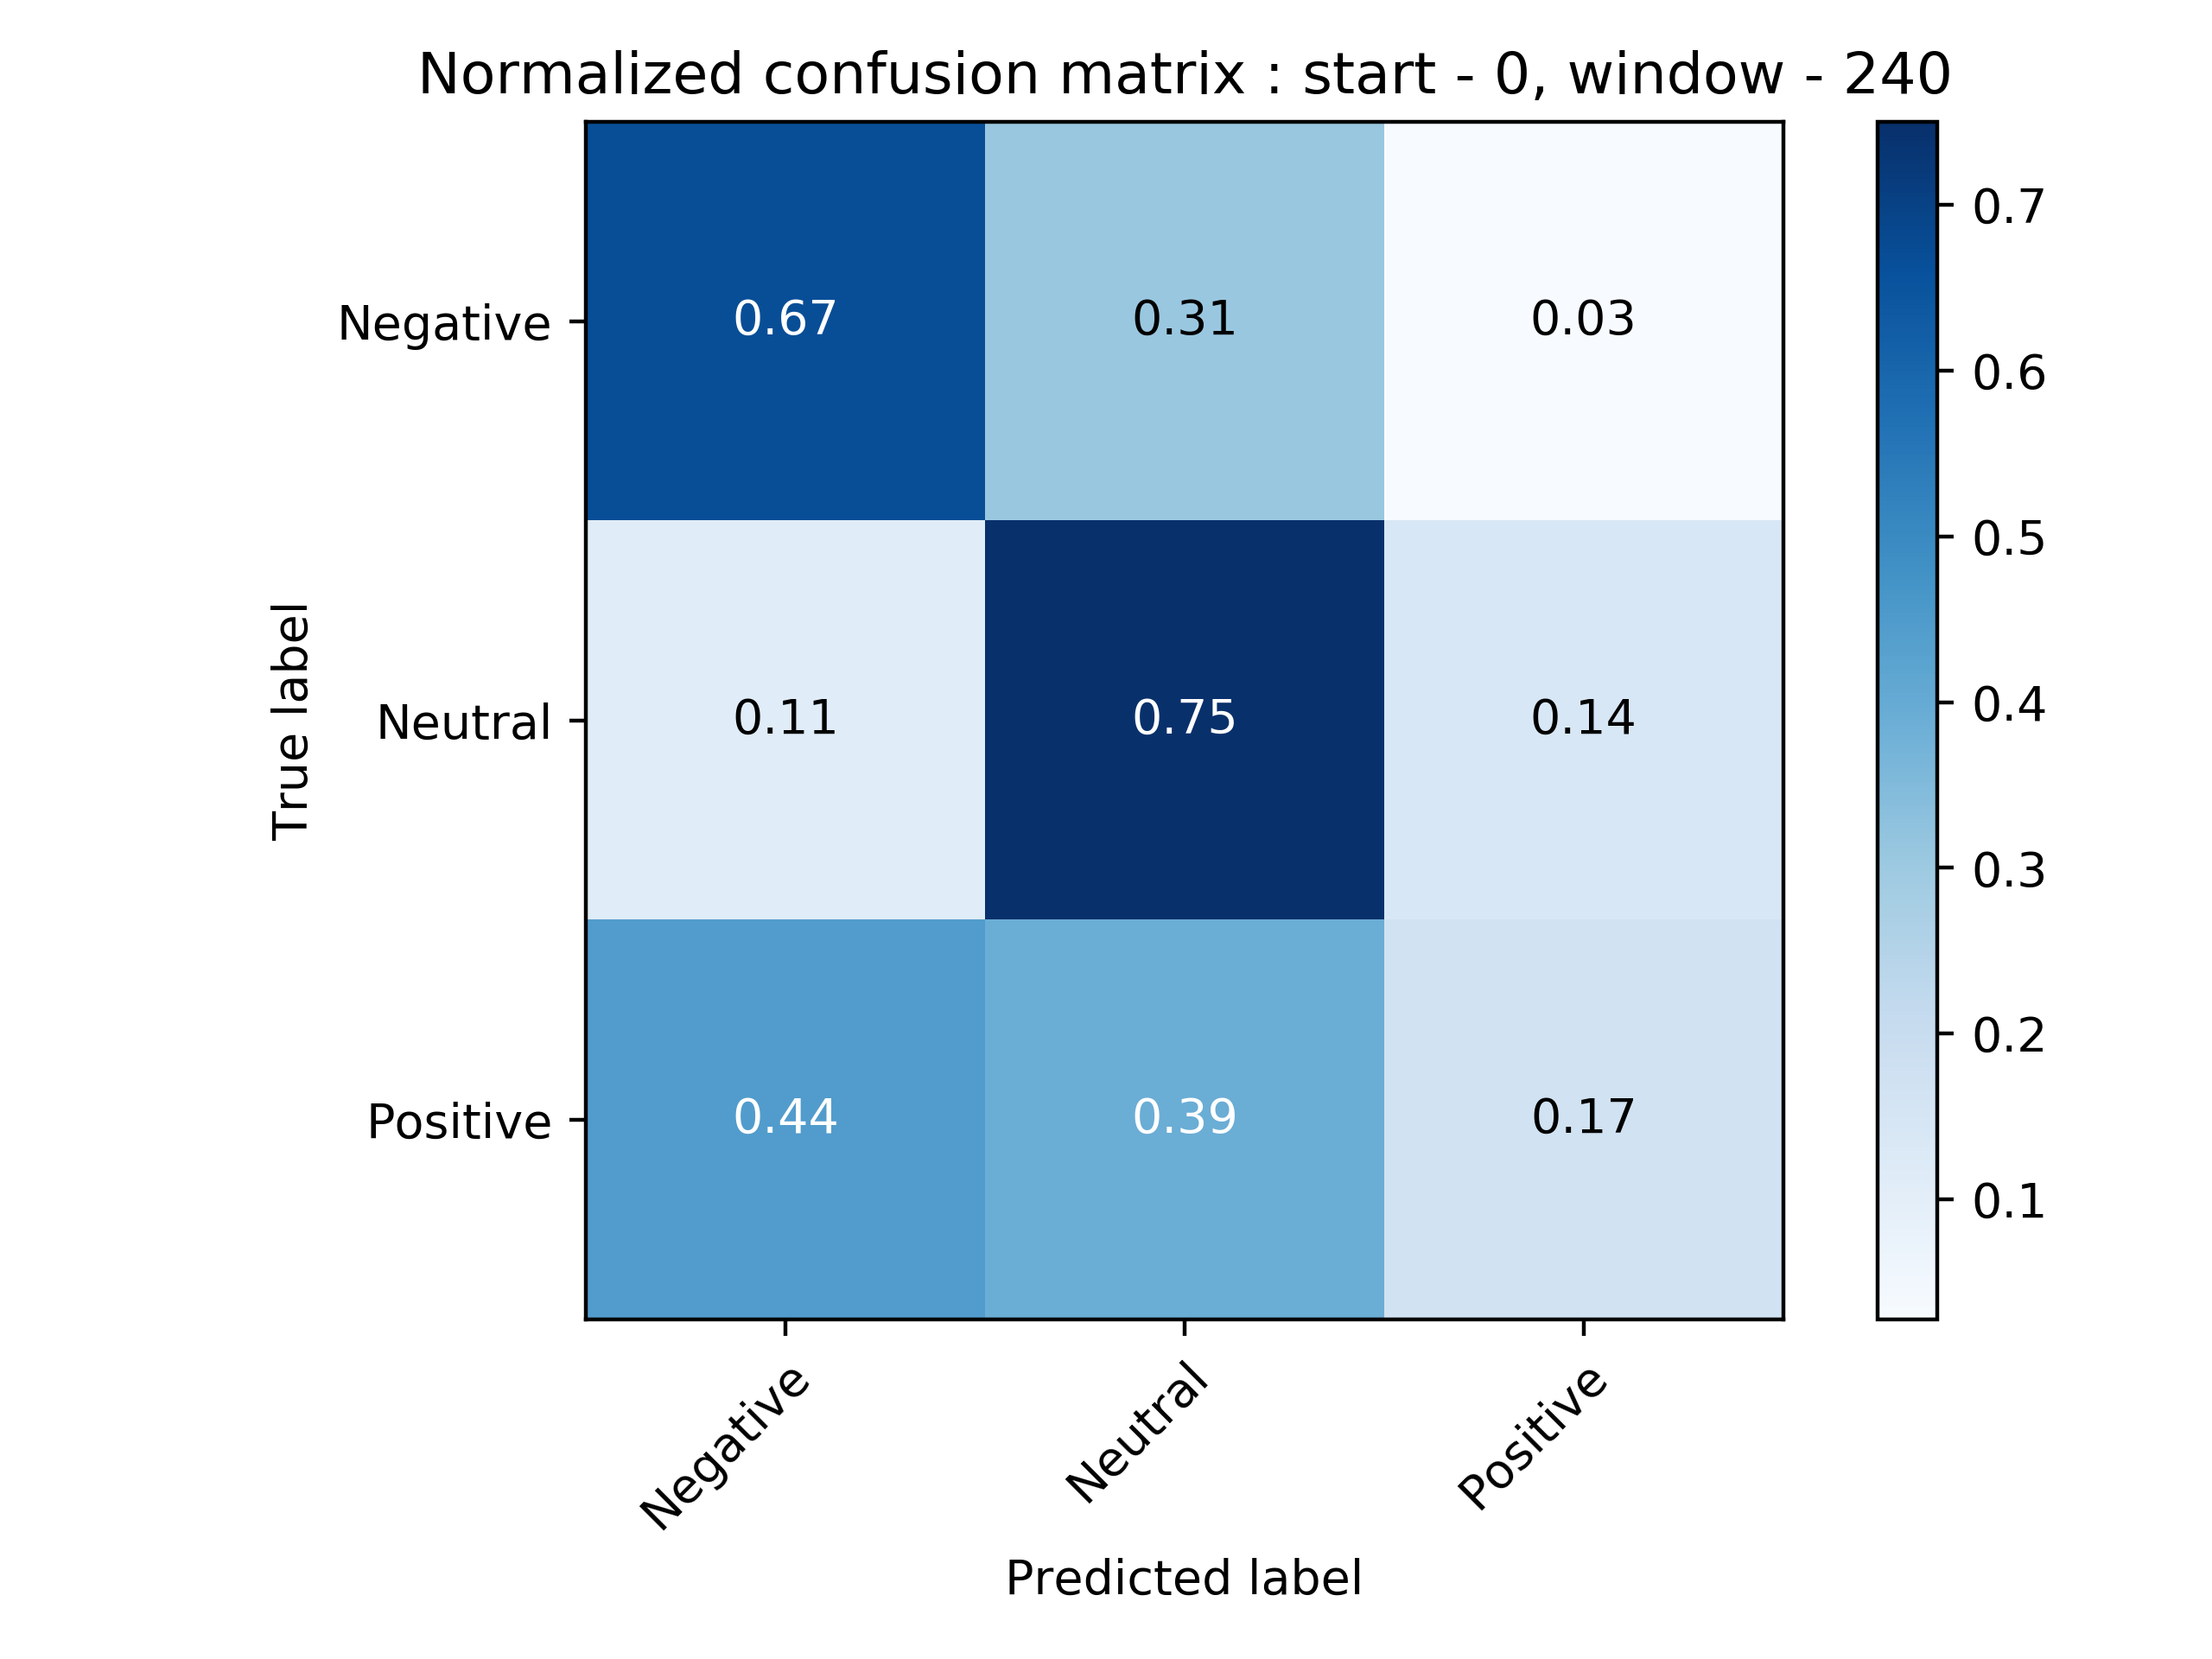 Normalized confusion matrix : start - 0, window - 240
True label
Negative
0.67 0.31 0.03
Neutral
0.11 0.75 0.14
Positive
0.44 0.39 0.17
Negative
Neutral
Positive
Predicted label
0.7
0.6
0.5
0.4
0.3
0.2
0.1